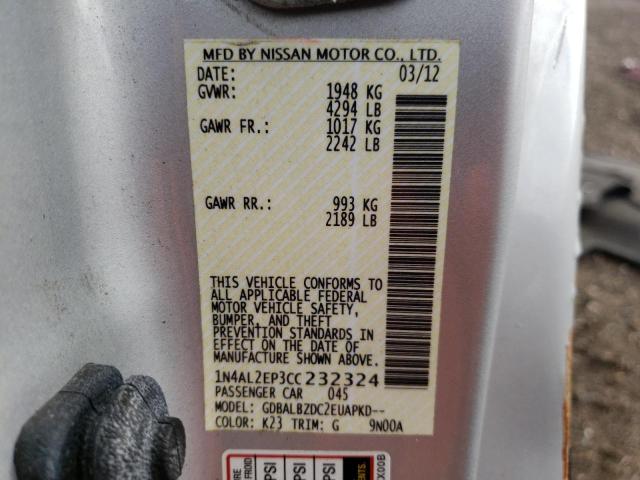 MFD BY NISSAN MOTOR CO., LTD.
DATE: 03/12
GVWR: 1948 KG
4294 LB
GAWR FR.: 1017 KG
2242 LB
GAWR RR.: 993 KG
2189 LB
THIS VEHICLE CONFORMS TO
ALL APPLICABLE FEDERAL
MOTOR VEHICLE SAFETY,
BUMPER, AND THEFT
PREVENTION STANDARDS IN
EFFECT ON THE DATE OF
MANUFACTURE SHOWN ABOVE.
1N4AL2EP3CC232324
PASSENGER CAR 045
MODEL: GDBALBZDC2EUAPKD--
COLOR: K23 TRIM: G 9N00A
PSI
PSI
PSI